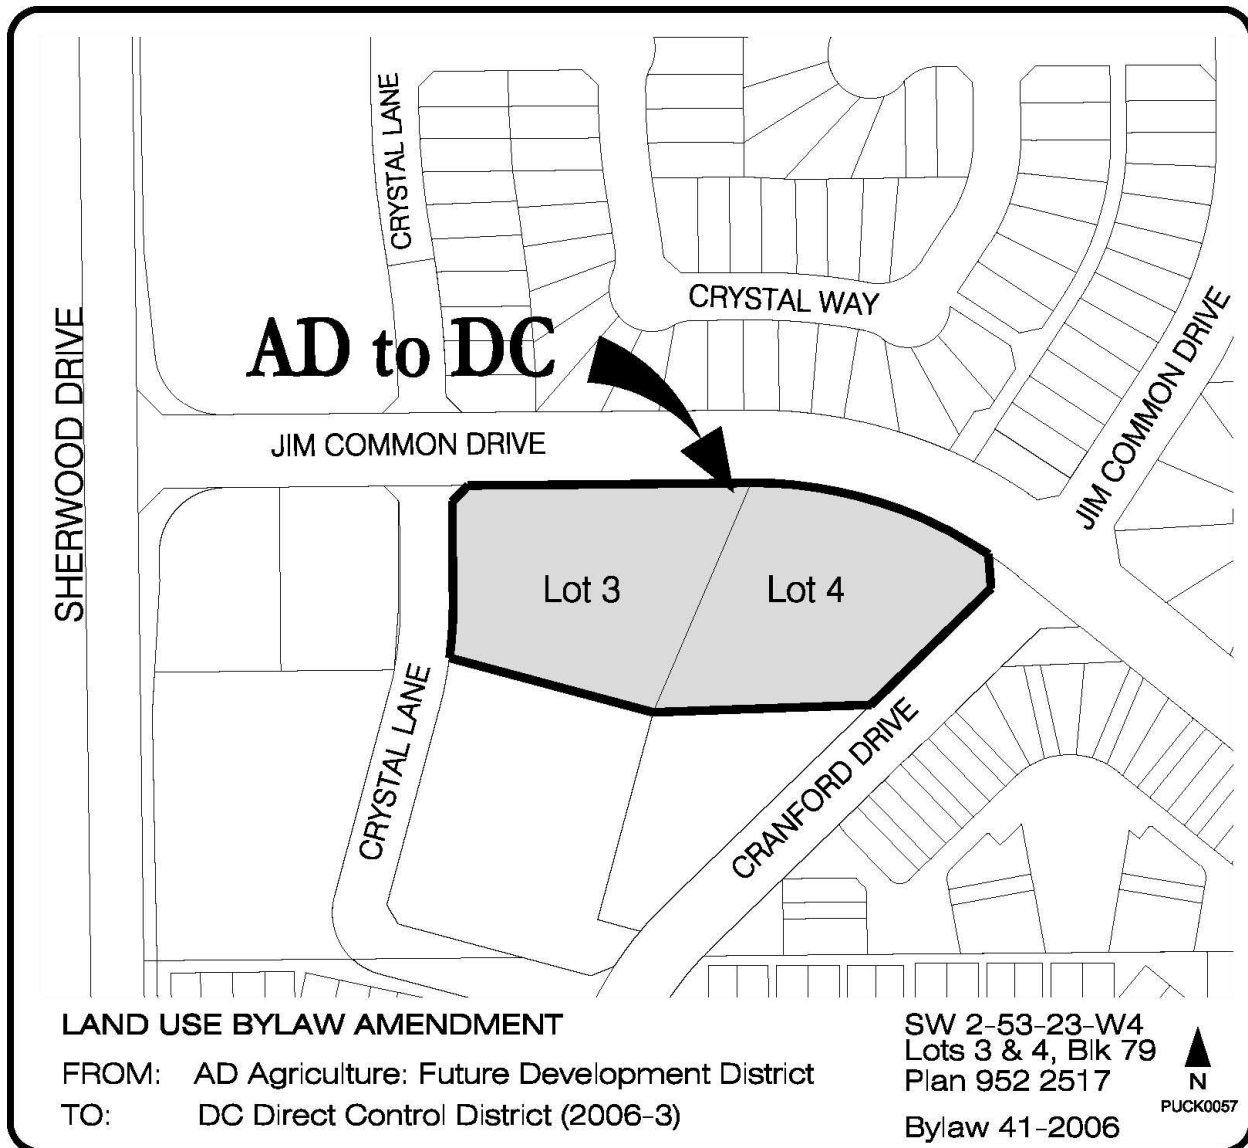 CRYSTAL LANE
CRYSTAL WAY
AD to DC
SHERWOOD DRIVE
JIM COMMON DRIVE
JIM COMMON DRIVE
Lot 3
Lot 4
CRYSTAL LANE
CRANFORD DRIVE
LAND USE BYLAW AMENDMENT
FROM: AD Agriculture: Future Development District
TO: DC Direct Control District (2006-3)
SW 2-53-23-W4
Lots 3 & 4, Blk 79
Plan 952 2517
Bylaw 41-2006
N
PUCK0057